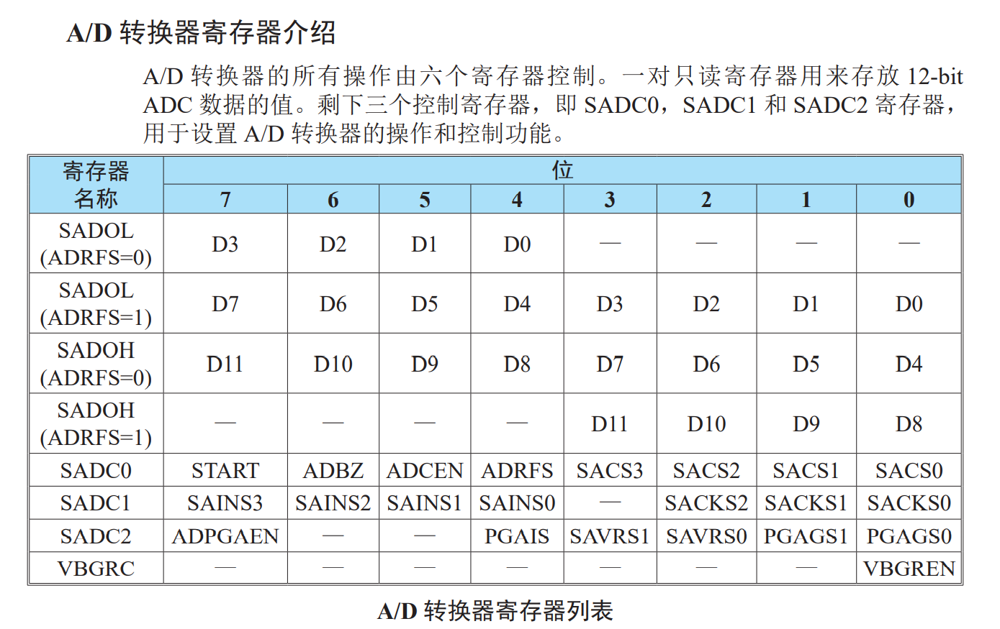 A/D 转换器寄存器介绍
A/D 转换器的所有操作由六个寄存器控制。一对只读寄存器用来存放 12-bit
ADC 数据的值。剩下三个控制寄存器，即 SADC0，SADC1 和 SADC2 寄存器，
用于设置 A/D 转换器的操作和控制功能。
寄存器 位
名称 7 6 5 4 3 2 1 0
SADOL
(ADRFS=0) D3 D2 D1 D0 — — — —
SADOL
(ADRFS=1) D7 D6 D5 D4 D3 D2 D1 D0
SADOH
(ADRFS=0) D11 D10 D9 D8 D7 D6 D5 D4
SADOH
(ADRFS=1) — — — — D11 D10 D9 D8
SADC0 START ADBZ ADCEN ADRFS SACS3 SACS2 SACS1 SACS0
SADC1 SAINS3 SAINS2 SAINS1 SAINS0 — SACKS2 SACKS1 SACKS0
SADC2 ADPGAEN — — PGAIS SAVRS1 SAVRS0 PGAGS1 PGAGS0
VBGRC — — — — — — — VBGREN
A/D 转换器寄存器列表